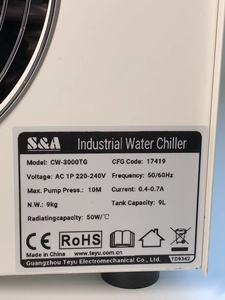 S&A Industrial Water Chiller
Model: CW-3000TG CFG Code: 17419
Voltage: AC 1P 220-240V Frequency: 50/60Hz
Max. Pump Press.: 10M Current: 0.4-0.7A
N.W.: 9kg Tank Capacity: 9L
Radiatingcapacity: 50W/℃
CE RoHS
Made in China www.teyu.com.cn
Guangzhou Teyu Electromechanical Co., Ltd. TD9342